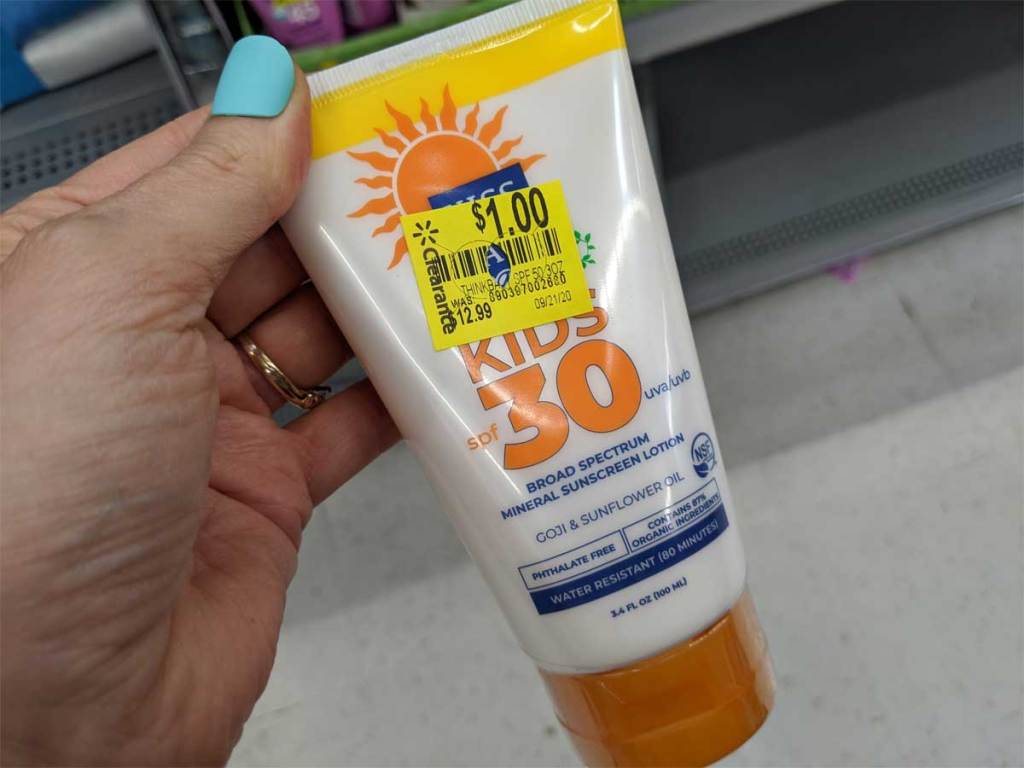 $1.00
Clearance
SPF 50/3OZ
WAS
$12.99
09/21/20
KIDS
spf 30 uva/uvb
BROAD SPECTRUM
MINERAL SUNSCREEN LOTION
NSF
GOJI & SUNFLOWER OIL
PHTHALATE FREE
CONTAINS 87%
ORGANIC INGREDIENTS
WATER RESISTANT (80 MINUTES)
3.4 FL OZ (100 ML)